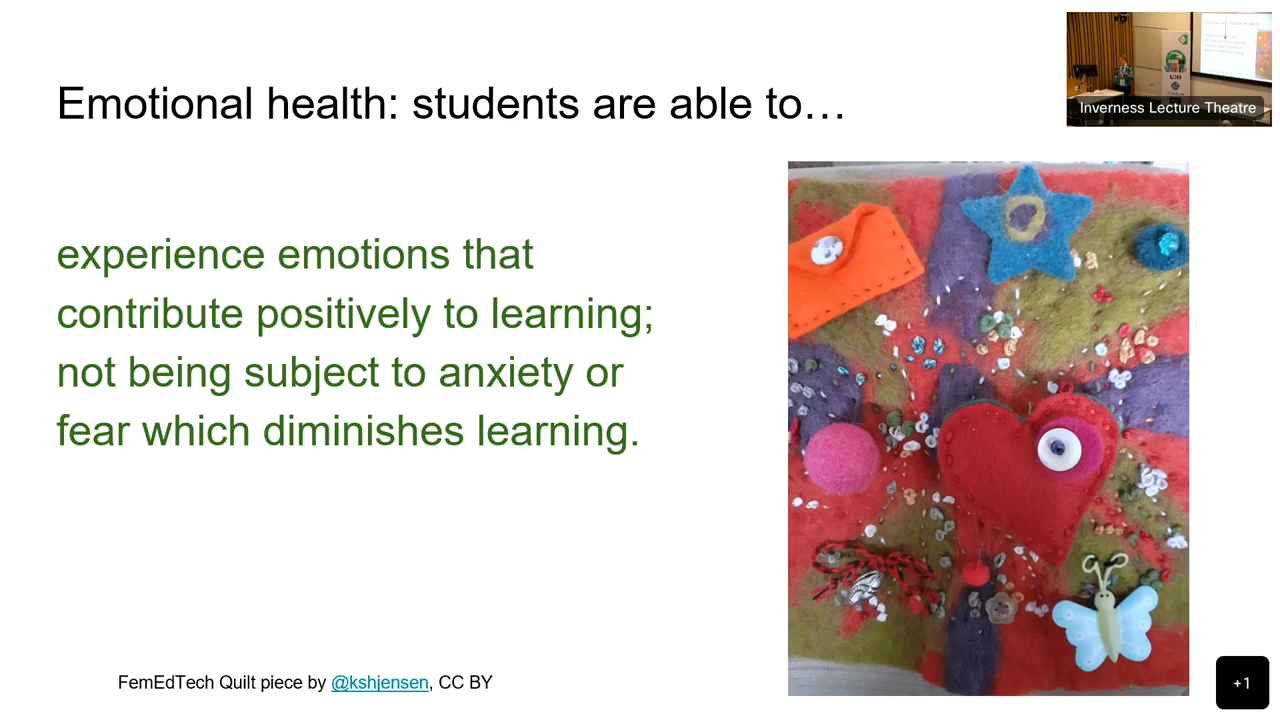 Emotional health: students are able to…
Inverness Lecture Theatre
experience emotions that
contribute positively to learning;
not being subject to anxiety or
fear which diminishes learning.
FemEdTech Quilt piece by @kshjensen, CC BY
+1